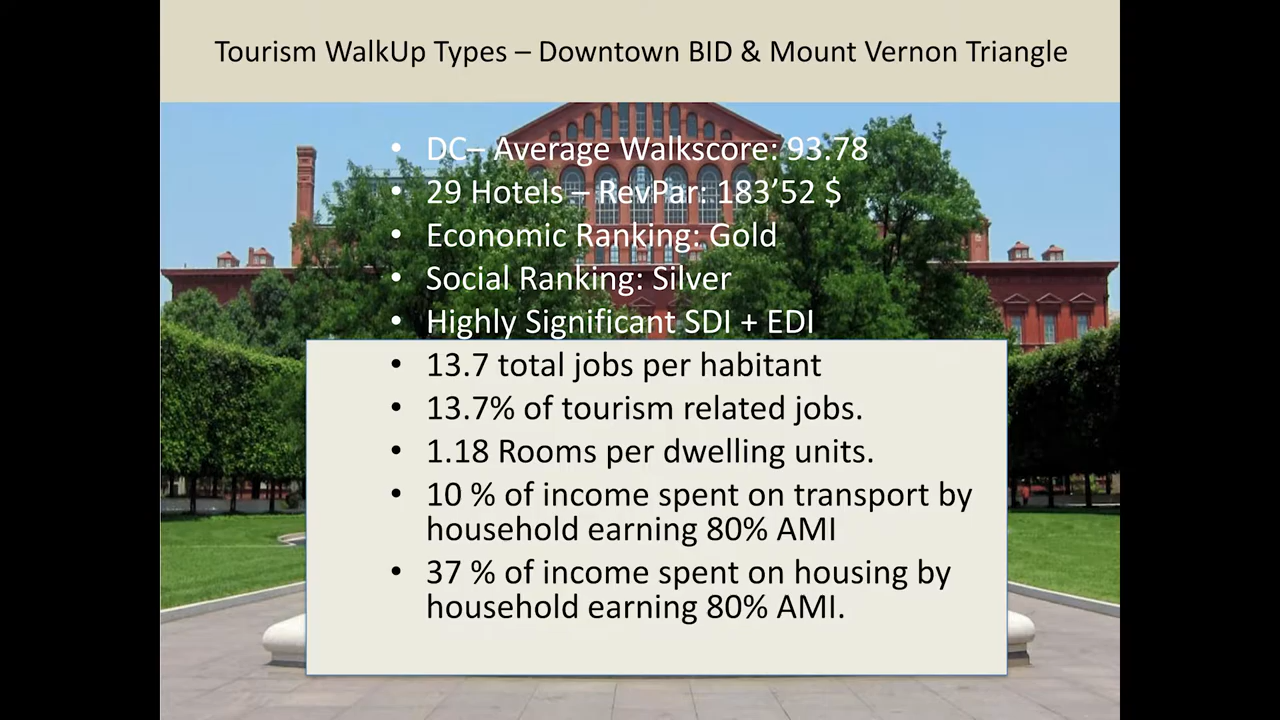 Tourism WalkUp Types – Downtown BID & Mount Vernon Triangle
• DC– Average Walkscore: 93.78
• 29 Hotels – RevPar: 183’52 $
• Economic Ranking: Gold
• Social Ranking: Silver
• Highly Significant SDI + EDI
• 13.7 total jobs per habitant
• 13.7% of tourism related jobs.
• 1.18 Rooms per dwelling units.
• 10 % of income spent on transport by
household earning 80% AMI
• 37 % of income spent on housing by
household earning 80% AMI.